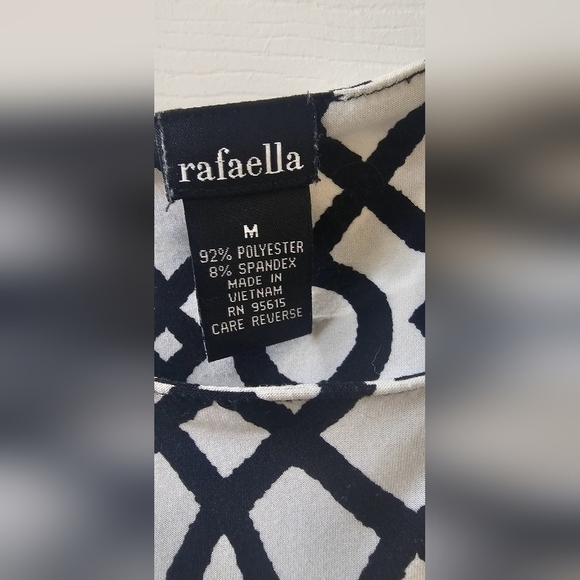 rafaella
M
92% POLYESTER
8% SPANDEX
MADE IN
VIETNAM
RN 95615
CARE REVERSE